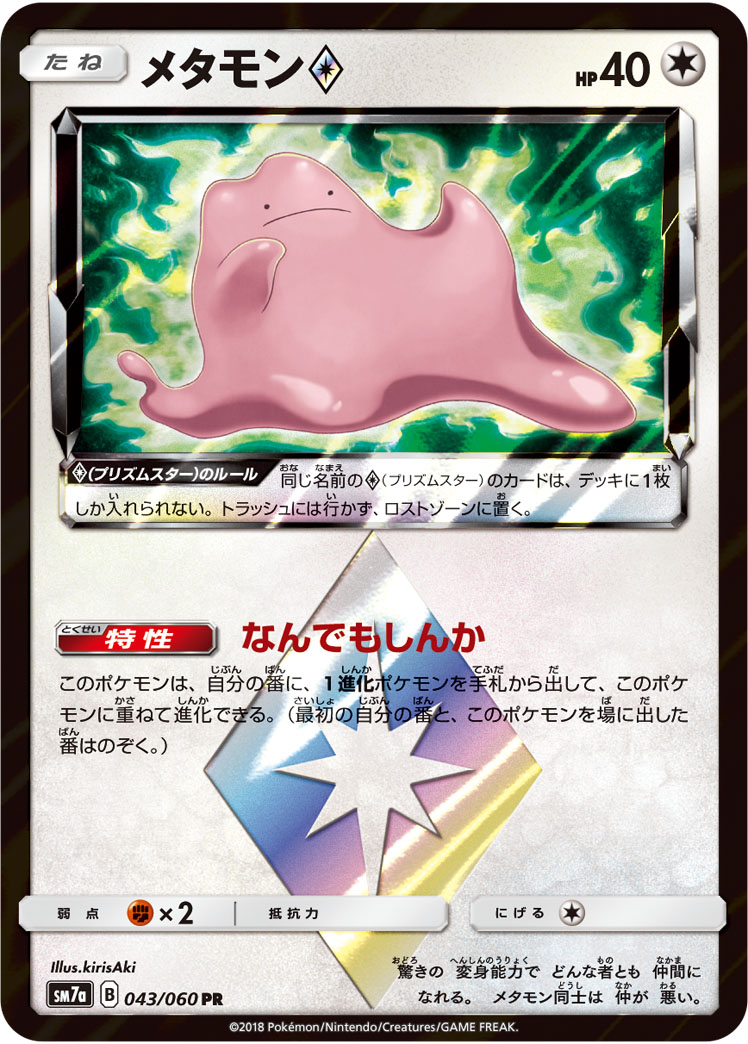 たね メタモン◇ HP40
◇(プリズムスター)のルール 同じ名前の◇(プリズムスター)のカードは、デッキに1枚
しか入れられない。トラッシュには行かず、ロストゾーンに置く。
特性 なんでもしんか
このポケモンは、自分の番に、1進化ポケモンを手札から出して、このポケ
モンに重ねて進化できる。(最初の自分の番と、このポケモンを場に出した
番はのぞく。)
弱点 ×2 抵抗力 にげる
Illus.kirisAki
驚きの 変身能力で どんな者とも 仲間に
なれる。 メタモン同士は 仲が 悪い。
SM7a B 043/060 PR
©2018 Pokémon/Nintendo/Creatures/GAME FREAK.